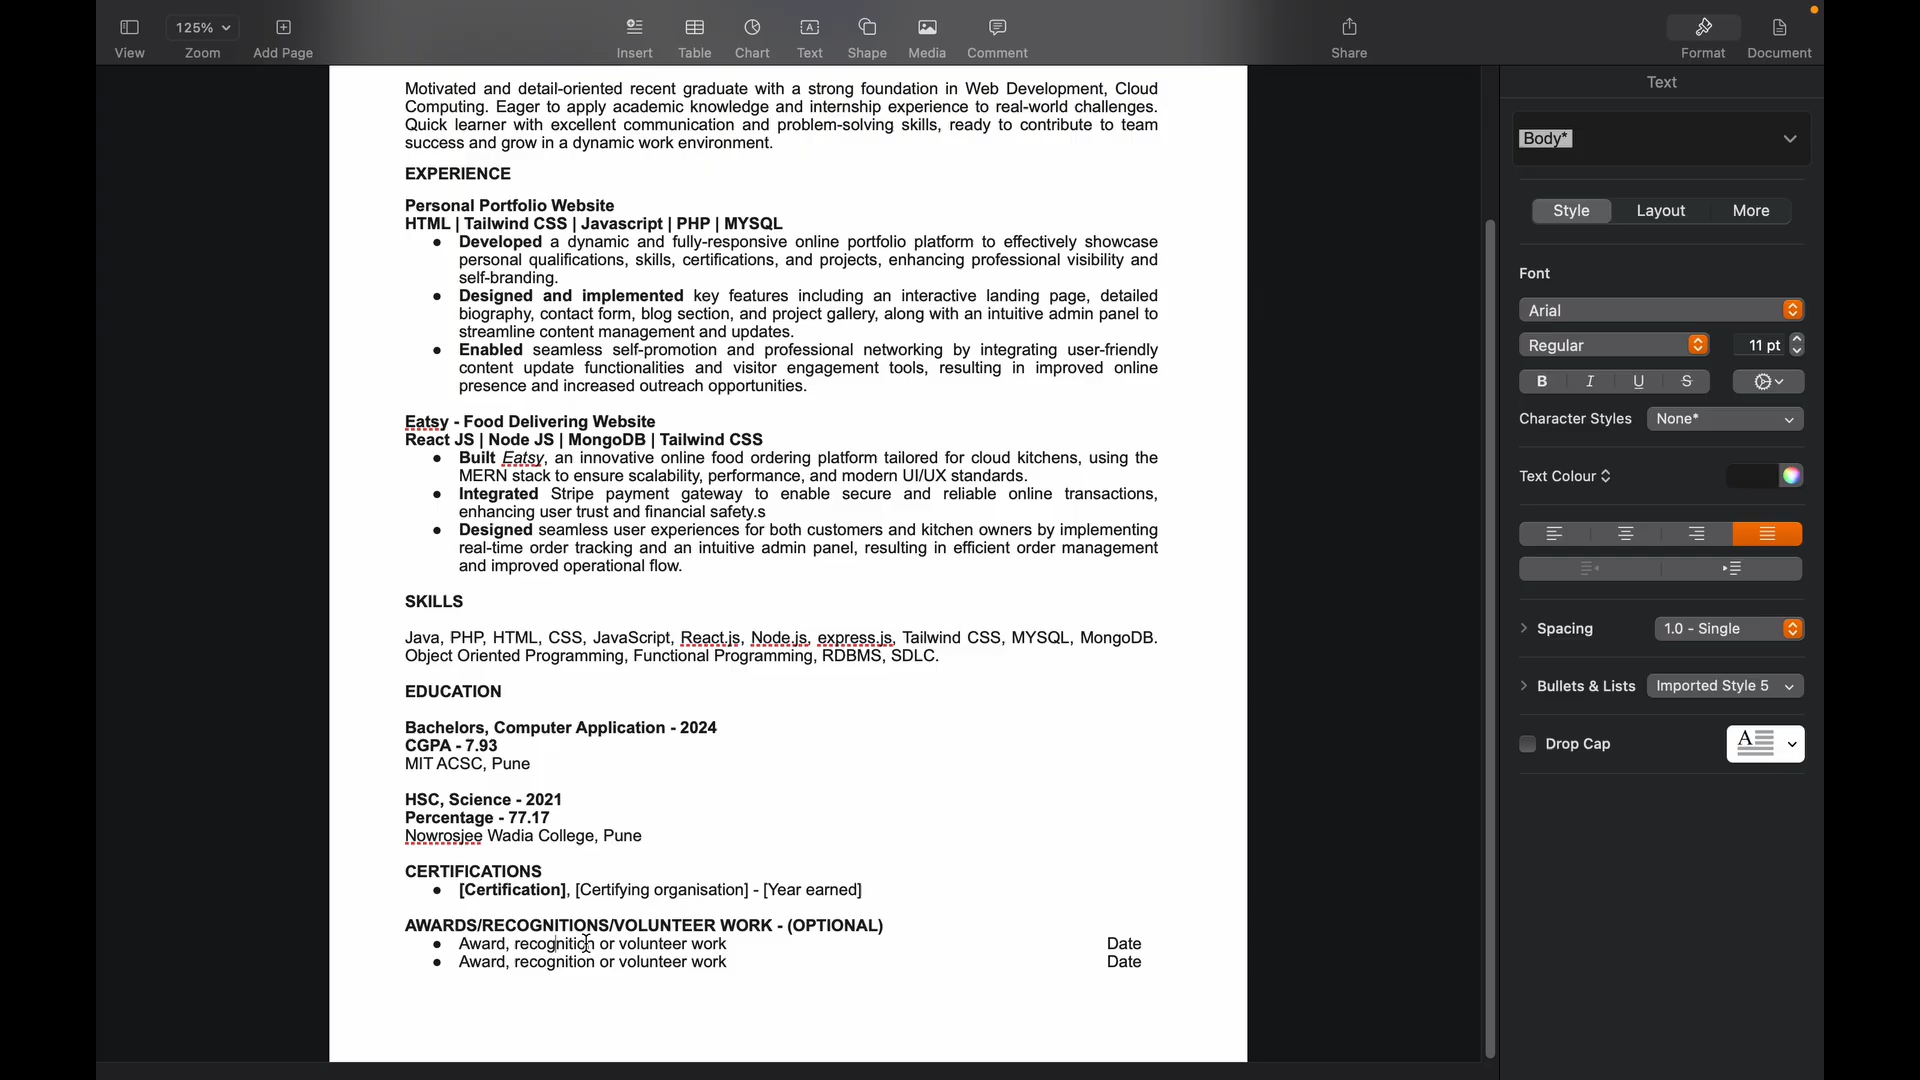 125%
View
Zoom
Add Page
Insert
Table
Chart
Text
Shape
Media
Comment
Share
Format
Document
Motivated and detail-oriented recent graduate with a strong foundation in Web Development, Cloud
Computing. Eager to apply academic knowledge and internship experience to real-world challenges.
Quick learner with excellent communication and problem-solving skills, ready to contribute to team
success and grow in a dynamic work environment.
EXPERIENCE
Personal Portfolio Website
HTML | Tailwind CSS | Javascript | PHP | MYSQL
● Developed a dynamic and fully-responsive online portfolio platform to effectively showcase
personal qualifications, skills, certifications, and projects, enhancing professional visibility and
self-branding.
● Designed and implemented key features including an interactive landing page, detailed
biography, contact form, blog section, and project gallery, along with an intuitive admin panel to
streamline content management and updates.
● Enabled seamless self-promotion and professional networking by integrating user-friendly
content update functionalities and visitor engagement tools, resulting in improved online
presence and increased outreach opportunities.
Eatsy - Food Delivering Website
React JS | Node JS | MongoDB | Tailwind CSS
● Built Eatsy, an innovative online food ordering platform tailored for cloud kitchens, using the
MERN stack to ensure scalability, performance, and modern UI/UX standards.
● Integrated Stripe payment gateway to enable secure and reliable online transactions,
enhancing user trust and financial safety.s
● Designed seamless user experiences for both customers and kitchen owners by implementing
real-time order tracking and an intuitive admin panel, resulting in efficient order management
and improved operational flow.
SKILLS
Java, PHP, HTML, CSS, JavaScript, React.js, Node.js, express.js, Tailwind CSS, MYSQL, MongoDB.
Object Oriented Programming, Functional Programming, RDBMS, SDLC.
EDUCATION
Bachelors, Computer Application - 2024
CGPA - 7.93
MIT ACSC, Pune
HSC, Science - 2021
Percentage - 77.17
Nowrosjee Wadia College, Pune
CERTIFICATIONS
● [Certification], [Certifying organisation] - [Year earned]
AWARDS/RECOGNITIONS/VOLUNTEER WORK - (OPTIONAL)
● Award, recognition or volunteer work Date
● Award, recognition or volunteer work Date
Text
Body*
Style
Layout
More
Font
Arial
Regular
11 pt
B I U S
Character Styles
None*
Text Colour
Spacing
1.0 - Single
Bullets & Lists
Imported Style 5
Drop Cap
A